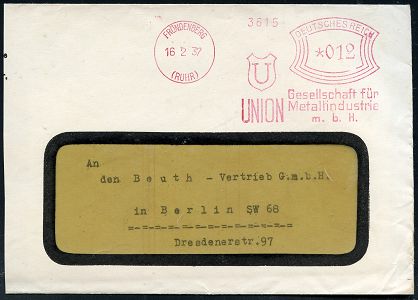 3615
FRÖNDENBERG
16 2 37
(RUHR)
DEUTSCHES REICH
*012
U
UNION
Gesellschaft für
Metallindustrie
m. b. H.
An
den Beuth - Vertrieb G.m.b.H.
in Berlin SW 68
=-=-=-=-=-=-=-=-=-=-=-=
Dresdenerstr.97